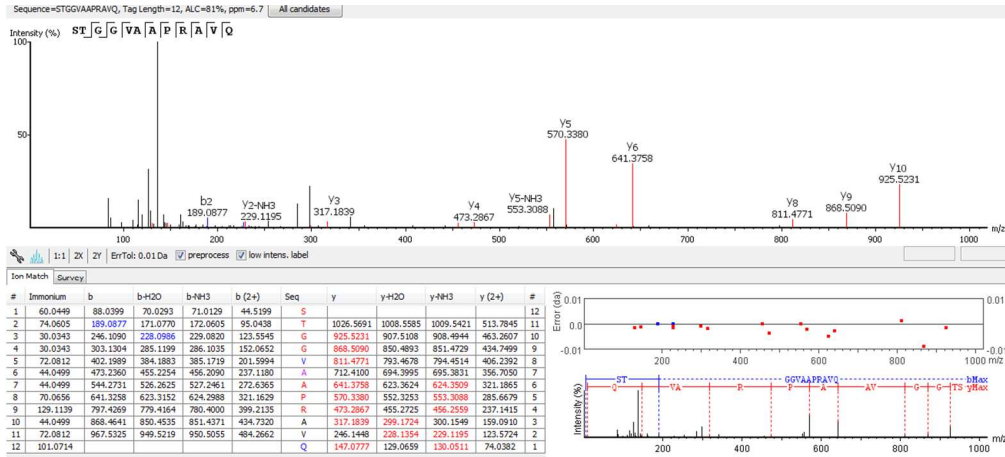 Sequence=STGGVAAPRAVQ, Tag Length=12, ALC=81%, ppm=6.7 All candidates
Intensity (%) S T G G V A A P R A V Q
100
50
b2
189.0877
y2-NH3
229.1195
y3
317.1839
y4
473.2867
y5-NH3
553.3088
y5
570.3380
y6
641.3758
y8
811.4771
y9
868.5090
y10
925.5231
100 200 300 400 500 600 700 800 900 1000 m/z
1:1 2X 2Y ErrTol: 0.01 Da preprocess low intens. label
Ion Match Survey
# Immonium b b-H2O b-NH3 b (2+) Seq y y-H2O y-NH3 y (2+) #
1 60.0449 88.0399 70.0293 71.0129 44.5199 S 12
2 74.0605 189.0877 171.0770 172.0605 95.0438 T 1026.5691 1008.5585 1009.5421 513.7845 11
3 30.0343 246.1090 228.0986 229.0820 123.5545 G 925.5231 907.5108 908.4944 463.2607 10
4 30.0343 303.1304 285.1199 286.1035 152.0652 G 868.5090 850.4893 851.4729 434.7499 9
5 72.0812 402.1989 384.1883 385.1719 201.5994 V 811.4771 793.4678 794.4514 406.2392 8
6 44.0499 473.2360 455.2254 456.2090 237.1180 A 712.4100 694.3995 695.3831 356.7050 7
7 44.0499 544.2731 526.2625 527.2461 272.6365 A 641.3758 623.3624 624.3509 321.1865 6
8 70.0656 641.3258 623.3152 624.2988 321.1629 P 570.3380 552.3253 553.3088 285.6679 5
9 129.1139 797.4269 779.4164 780.4000 399.2135 R 473.2867 455.2725 456.2559 237.1415 4
10 44.0499 868.4641 850.4535 851.4371 434.7320 A 317.1839 299.1724 300.1549 159.0910 3
11 72.0812 967.5325 949.5219 950.5055 484.2662 V 246.1448 228.1354 229.1195 123.5724 2
12 101.0714 Q 147.0777 129.0659 130.0511 74.0382 1
Error (da)
0.01 0.01
0.0
-0.01 -0.01
200 400 600 800 1000 m/z
Intensity (%)
ST GGVAAPRAVQ bMax
Q VA R P A AV G G TS yMax
200 400 600 800 1000 m/z